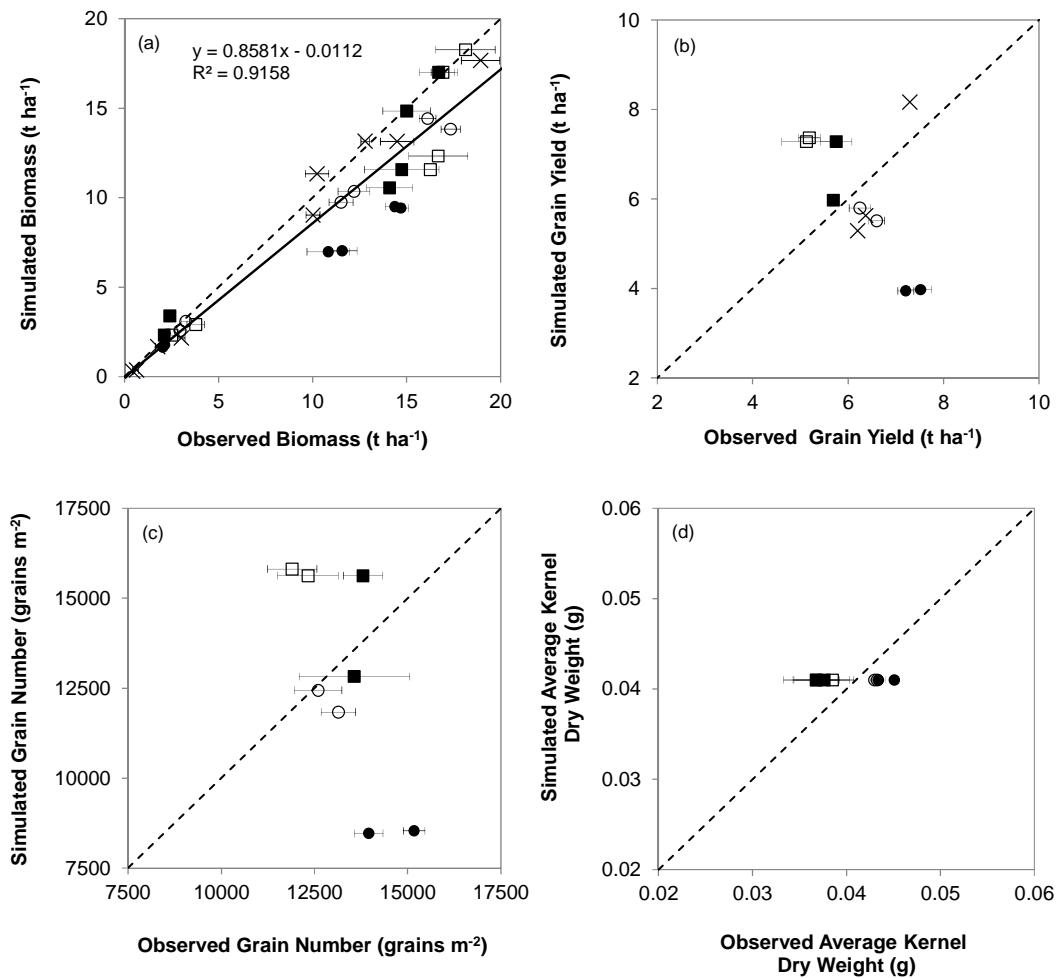 (a)
y = 0.8581x - 0.0112
R² = 0.9158
20
15
10
5
0
Simulated Biomass (t ha⁻¹)
0 5 10 15 20
Observed Biomass (t ha⁻¹)
(b)
10
8
6
4
2
Simulated Grain Yield (t ha⁻¹)
2 4 6 8 10
Observed Grain Yield (t ha⁻¹)
(c)
17500
15000
12500
10000
7500
Simulated Grain Number (grains m⁻²)
7500 10000 12500 15000 17500
Observed Grain Number (grains m⁻²)
(d)
0.06
0.05
0.04
0.03
0.02
Simulated Average Kernel
Dry Weight (g)
0.02 0.03 0.04 0.05 0.06
Observed Average Kernel
Dry Weight (g)